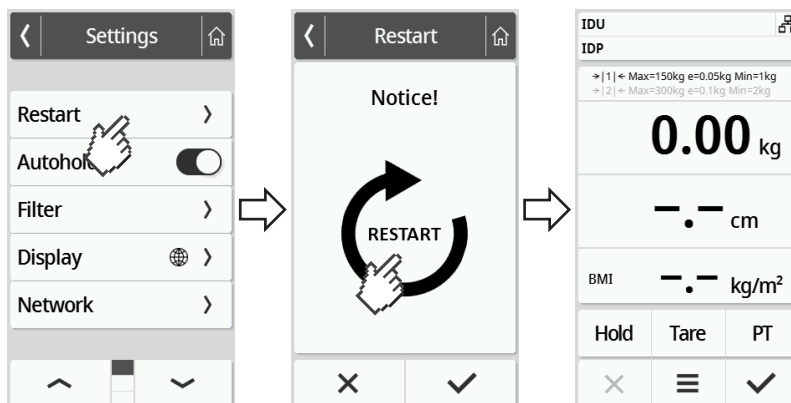 Settings
Restart
Autohold
Filter
Display
Network
Restart
Notice!
RESTART
IDU
IDP
→|1|← Max=150kg e=0.05kg Min=1kg
→|2|← Max=300kg e=0.1kg Min=2kg
0.00 kg
–.– cm
BMI –.– kg/m²
Hold Tare PT